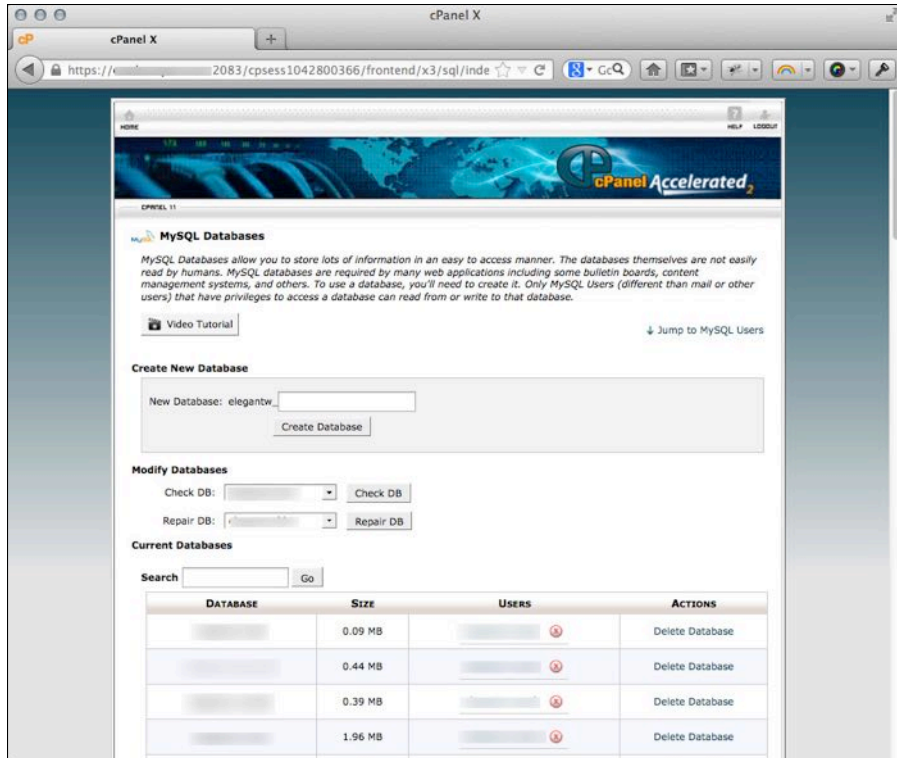 cPanel X
cP cPanel X
https:// 2083/cpsess1042800366/frontend/x3/sql/inde
HOME HELP LOGOUT
cPanel Accelerated2
CPANEL 11
MySQL Databases
MySQL Databases allow you to store lots of information in an easy to access manner. The databases themselves are not easily
read by humans. MySQL databases are required by many web applications including some bulletin boards, content
management systems, and others. To use a database, you'll need to create it. Only MySQL Users (different than mail or other
users) that have privileges to access a database can read from or write to that database.
Video Tutorial
↓ Jump to MySQL Users
Create New Database
New Database: elegantw_
Create Database
Modify Databases
Check DB: Check DB
Repair DB: Repair DB
Current Databases
Search Go
DATABASE SIZE USERS ACTIONS
0.09 MB Delete Database
0.44 MB Delete Database
0.39 MB Delete Database
1.96 MB Delete Database